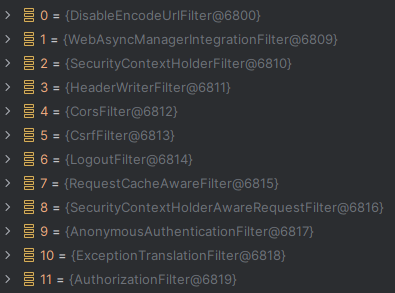 0 = {DisableEncodeUrlFilter@6800}
1 = {WebAsyncManagerIntegrationFilter@6809}
2 = {SecurityContextHolderFilter@6810}
3 = {HeaderWriterFilter@6811}
4 = {CorsFilter@6812}
5 = {CsrfFilter@6813}
6 = {LogoutFilter@6814}
7 = {RequestCacheAwareFilter@6815}
8 = {SecurityContextHolderAwareRequestFilter@6816}
9 = {AnonymousAuthenticationFilter@6817}
10 = {ExceptionTranslationFilter@6818}
11 = {AuthorizationFilter@6819}